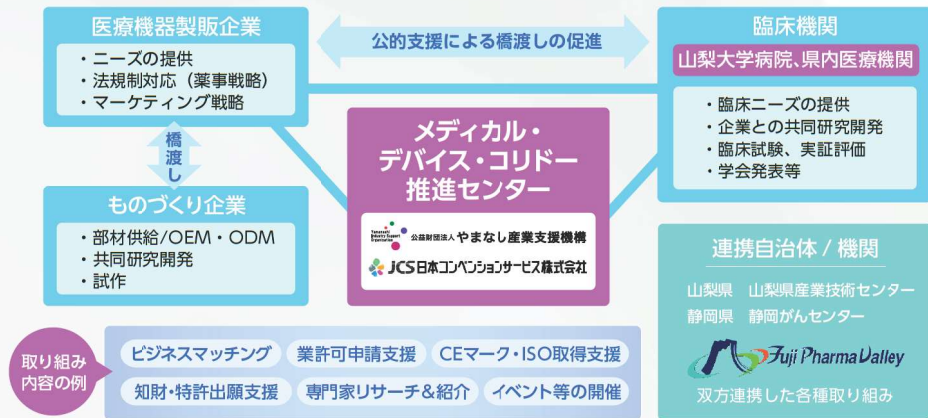 医療機器製販企業
・ニーズの提供
・法規制対応（薬事戦略）
・マーケティング戦略
公的支援による橋渡しの促進
臨床機関
山梨大学病院、県内医療機関
・臨床ニーズの提供
・企業との共同研究開発
・臨床試験、実証評価
・学会発表等
橋渡し
メディカル・
デバイス・コリドー
推進センター
Yamanashi
Industry Support
Organization
公益財団法人 やまなし産業支援機構
JCS日本コンベンションサービス株式会社
ものづくり企業
・部材供給/OEM・ODM
・共同研究開発
・試作
連携自治体 / 機関
山梨県　山梨県産業技術センター
静岡県　静岡がんセンター
Fuji Pharma Valley
双方連携した各種取り組み
取り組み
内容の例
ビジネスマッチング
業許可申請支援
CEマーク・ISO取得支援
知財・特許出願支援
専門家リサーチ＆紹介
イベント等の開催